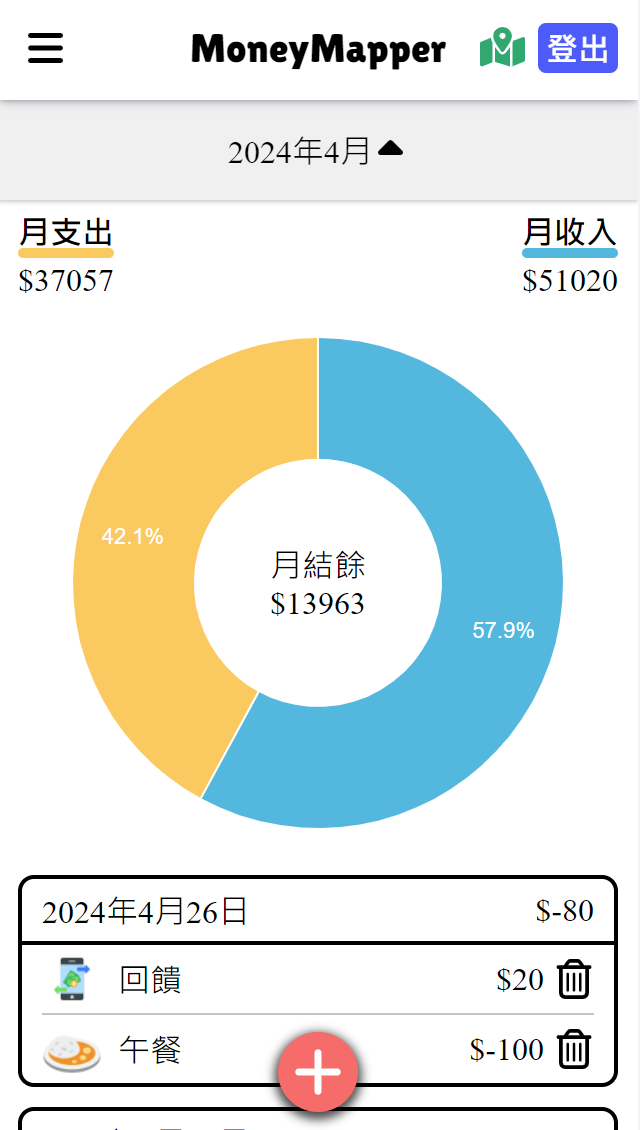 MoneyMapper 登出
2024年4月
月支出 月收入
$37057 $51020
42.1%
月結餘
$13963
57.9%
2024年4月26日 $-80
回饋 $20
午餐 $-100